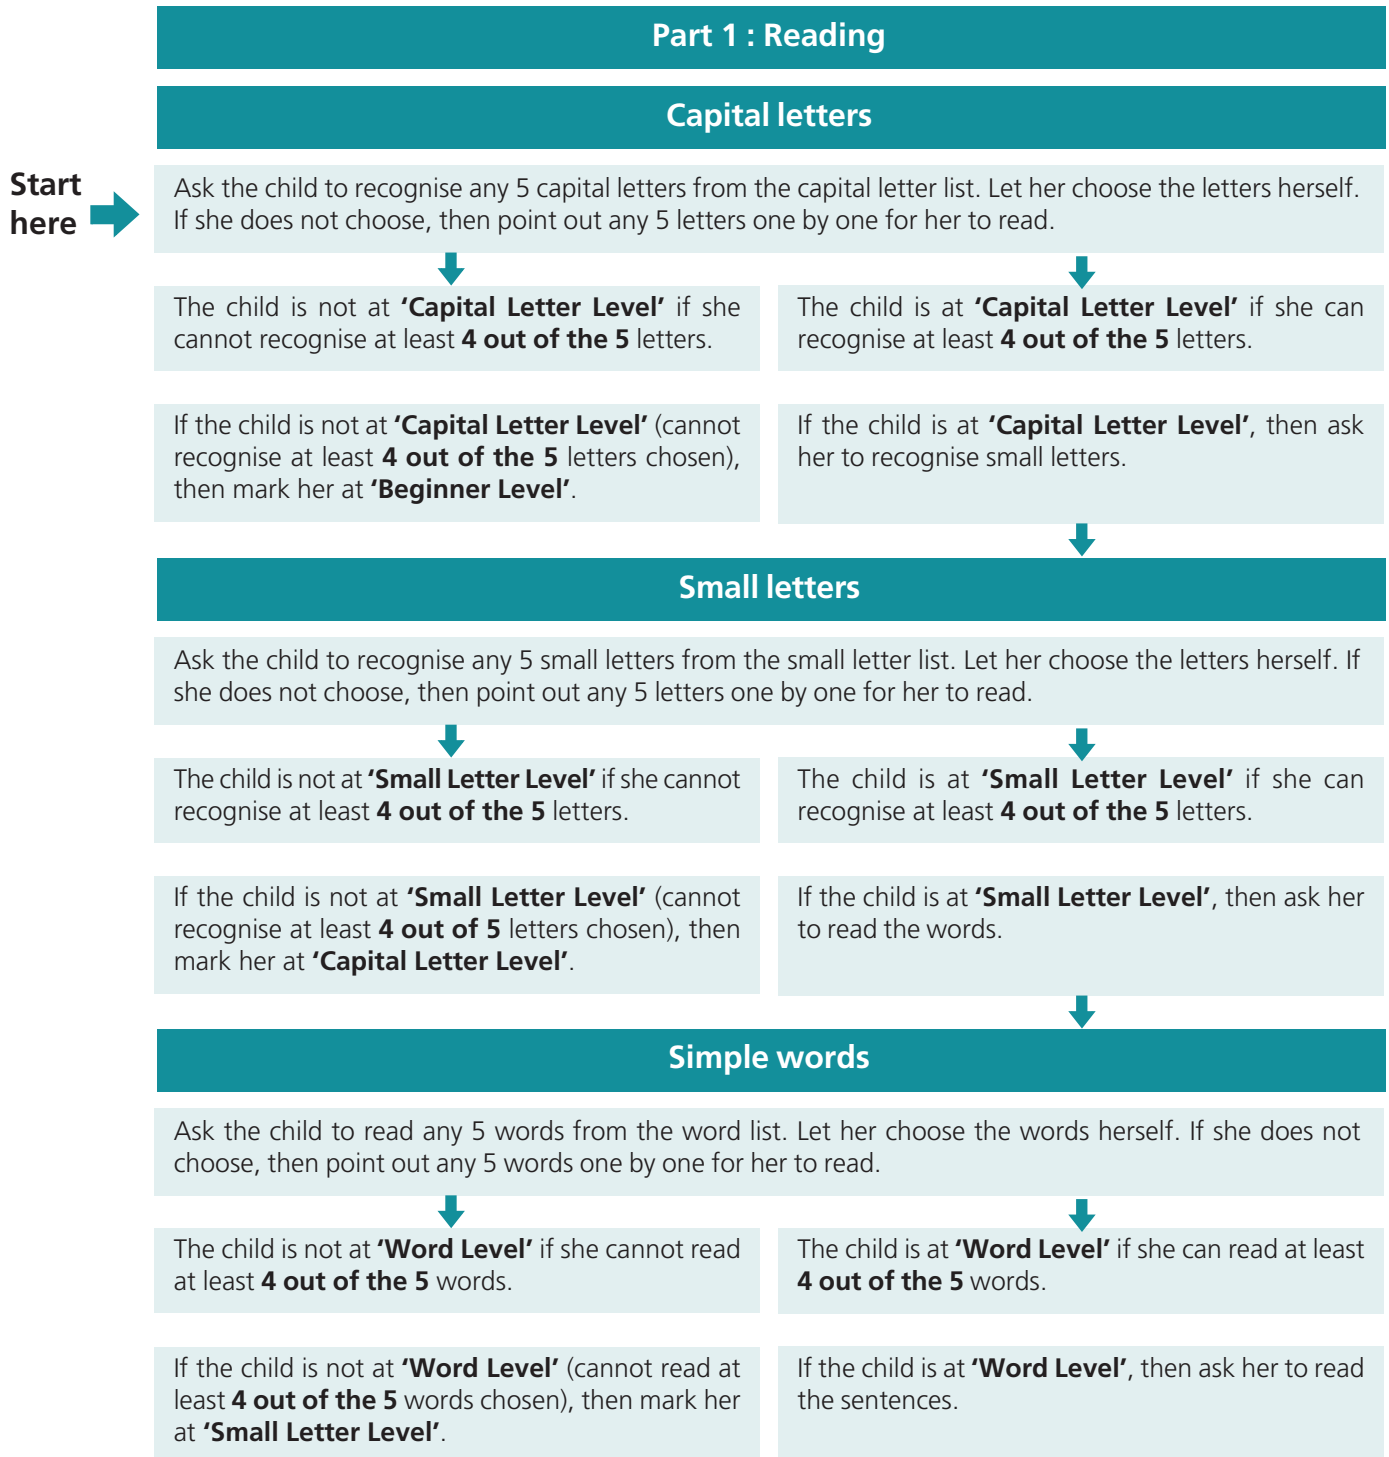 Part 1 : Reading
Capital letters
Start
here
Ask the child to recognise any 5 capital letters from the capital letter list. Let her choose the letters herself.
If she does not choose, then point out any 5 letters one by one for her to read.
The child is not at ‘Capital Letter Level’ if she
cannot recognise at least 4 out of the 5 letters.
The child is at ‘Capital Letter Level’ if she can
recognise at least 4 out of the 5 letters.
If the child is not at ‘Capital Letter Level’ (cannot
recognise at least 4 out of the 5 letters chosen),
then mark her at ‘Beginner Level’.
If the child is at ‘Capital Letter Level’, then ask
her to recognise small letters.
Small letters
Ask the child to recognise any 5 small letters from the small letter list. Let her choose the letters herself. If
she does not choose, then point out any 5 letters one by one for her to read.
The child is not at ‘Small Letter Level’ if she cannot
recognise at least 4 out of the 5 letters.
The child is at ‘Small Letter Level’ if she can
recognise at least 4 out of the 5 letters.
If the child is not at ‘Small Letter Level’ (cannot
recognise at least 4 out of 5 letters chosen), then
mark her at ‘Capital Letter Level’.
If the child is at ‘Small Letter Level’, then ask her
to read the words.
Simple words
Ask the child to read any 5 words from the word list. Let her choose the words herself. If she does not
choose, then point out any 5 words one by one for her to read.
The child is not at ‘Word Level’ if she cannot read
at least 4 out of the 5 words.
The child is at ‘Word Level’ if she can read at least
4 out of the 5 words.
If the child is not at ‘Word Level’ (cannot read at
least 4 out of the 5 words chosen), then mark her
at ‘Small Letter Level’.
If the child is at ‘Word Level’, then ask her to read
the sentences.